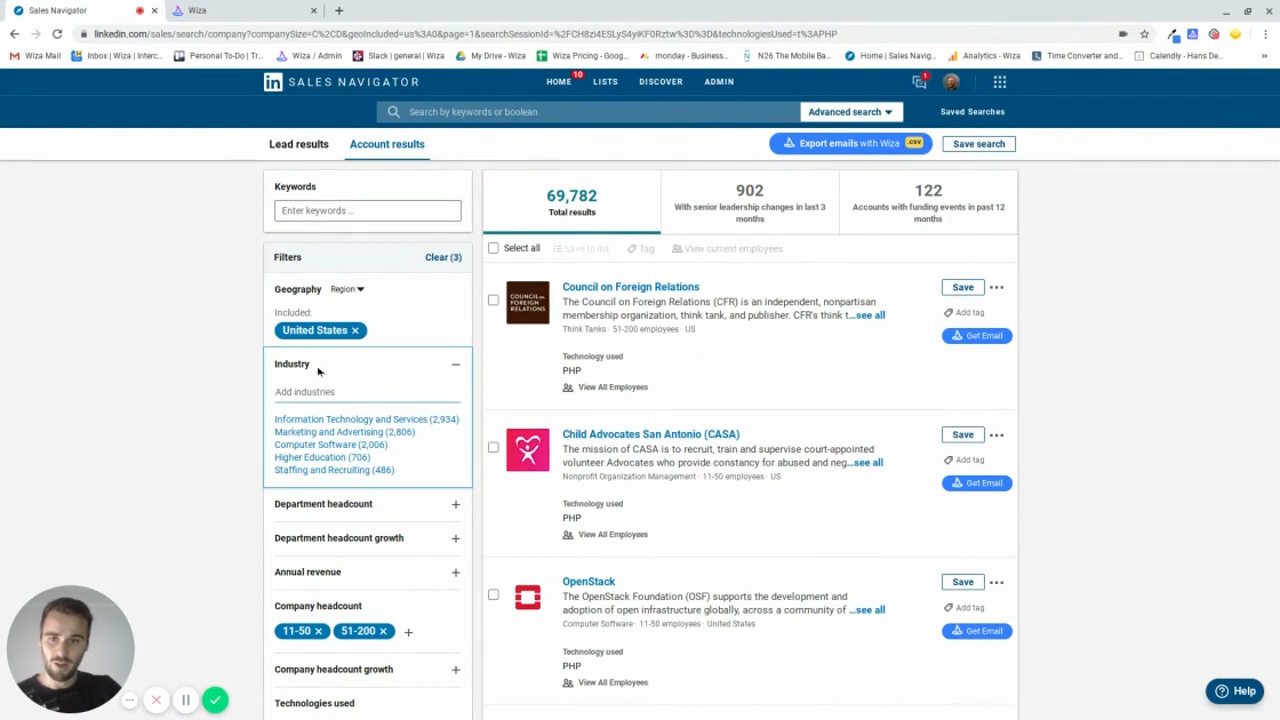 Sales Navigator
Wiza
linkedin.com/sales/search/company?companySize=C%2CD&geoIncluded=us%3A0&page=1&searchSessionId=%2FCH8zi4ESLyS4yiKF0Rztw%3D%3D&technologiesUsed=t%3APHP
Wiza Mail
Inbox | Wiza | Interc...
Personal To-Do | Tr...
Wiza / Admin
Slack | general | Wiza
My Drive - Wiza
Wiza Pricing - Goog...
monday - Business...
N26 The Mobile Ba...
Home | Sales Navig...
Analytics - Wiza
Time Converter and...
Calendly - Hans De...
in SALES NAVIGATOR
HOME 10 LISTS DISCOVER ADMIN
1
Search by keywords or boolean
Advanced search
Saved Searches
Lead results
Account results
Export emails with Wiza .csv
Save search
Keywords
Enter keywords ...
Filters
Clear (3)
Geography Region
Included:
United States ×
Industry
Add industries
Information Technology and Services (2,934)
Marketing and Advertising (2,806)
Computer Software (2,006)
Higher Education (706)
Staffing and Recruiting (486)
Department headcount +
Department headcount growth +
Annual revenue +
Company headcount
11-50 × 51-200 × +
Company headcount growth +
Technologies used
69,782
Total results
902
With senior leadership changes in last 3
months
122
Accounts with funding events in past 12
months
Select all
Save to list
Tag
View current employees
COUNCIL on
FOREIGN
RELATIONS
Council on Foreign Relations
The Council on Foreign Relations (CFR) is an independent, nonpartisan
membership organization, think tank, and publisher. CFR's think t...see all
Think Tanks · 51-200 employees · US
Technology used
PHP
View All Employees
Save
Add tag
Get Email
Child Advocates San Antonio (CASA)
The mission of CASA is to recruit, train and supervise court-appointed
volunteer Advocates who provide constancy for abused and neg...see all
Nonprofit Organization Management · 11-50 employees · US
Technology used
PHP
View All Employees
Save
Add tag
Get Email
OpenStack
The OpenStack Foundation (OSF) supports the development and
adoption of open infrastructure globally, across a community of ...see all
Computer Software · 11-50 employees · United States
Technology used
PHP
View All Employees
Save
Add tag
Get Email
Help